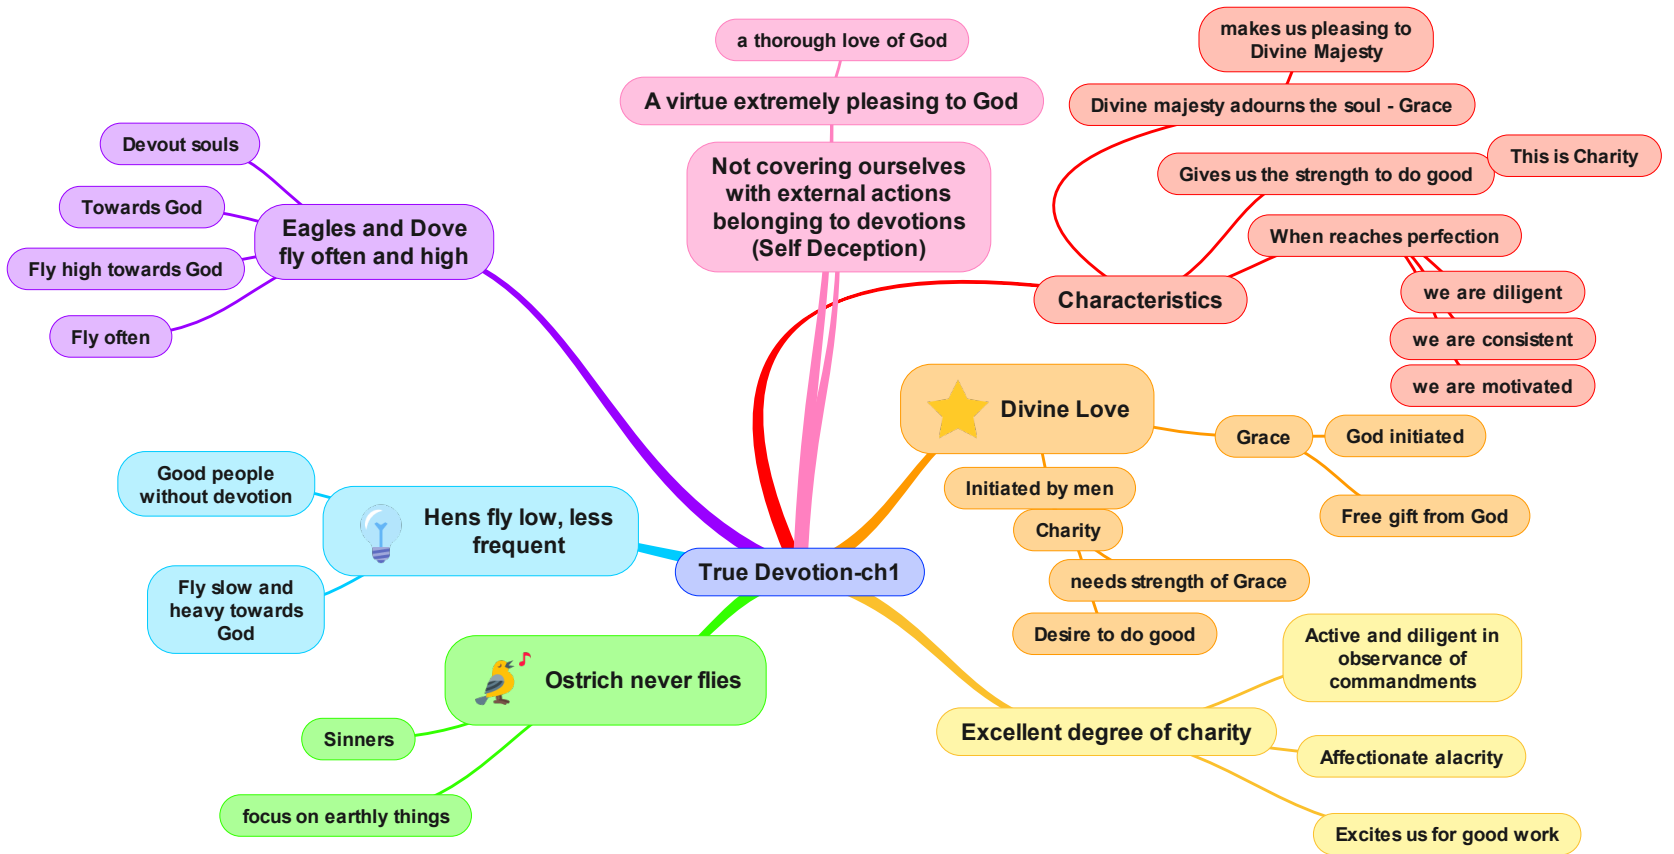 a thorough love of God
A virtue extremely pleasing to God
Not covering ourselves
with external actions
belonging to devotions
(Self Deception)
makes us pleasing to
Divine Majesty
Divine majesty adourns the soul - Grace
This is Charity
Gives us the strength to do good
When reaches perfection
Characteristics
we are diligent
we are consistent
we are motivated
Devout souls
Towards God
Eagles and Dove
fly often and high
Fly high towards God
Fly often
Divine Love
Grace
God initiated
Free gift from God
Initiated by men
Charity
needs strength of Grace
Desire to do good
Good people
without devotion
Hens fly low, less
frequent
Fly slow and
heavy towards
God
True Devotion-ch1
Ostrich never flies
Sinners
focus on earthly things
Active and diligent in
observance of
commandments
Excellent degree of charity
Affectionate alacrity
Excites us for good work